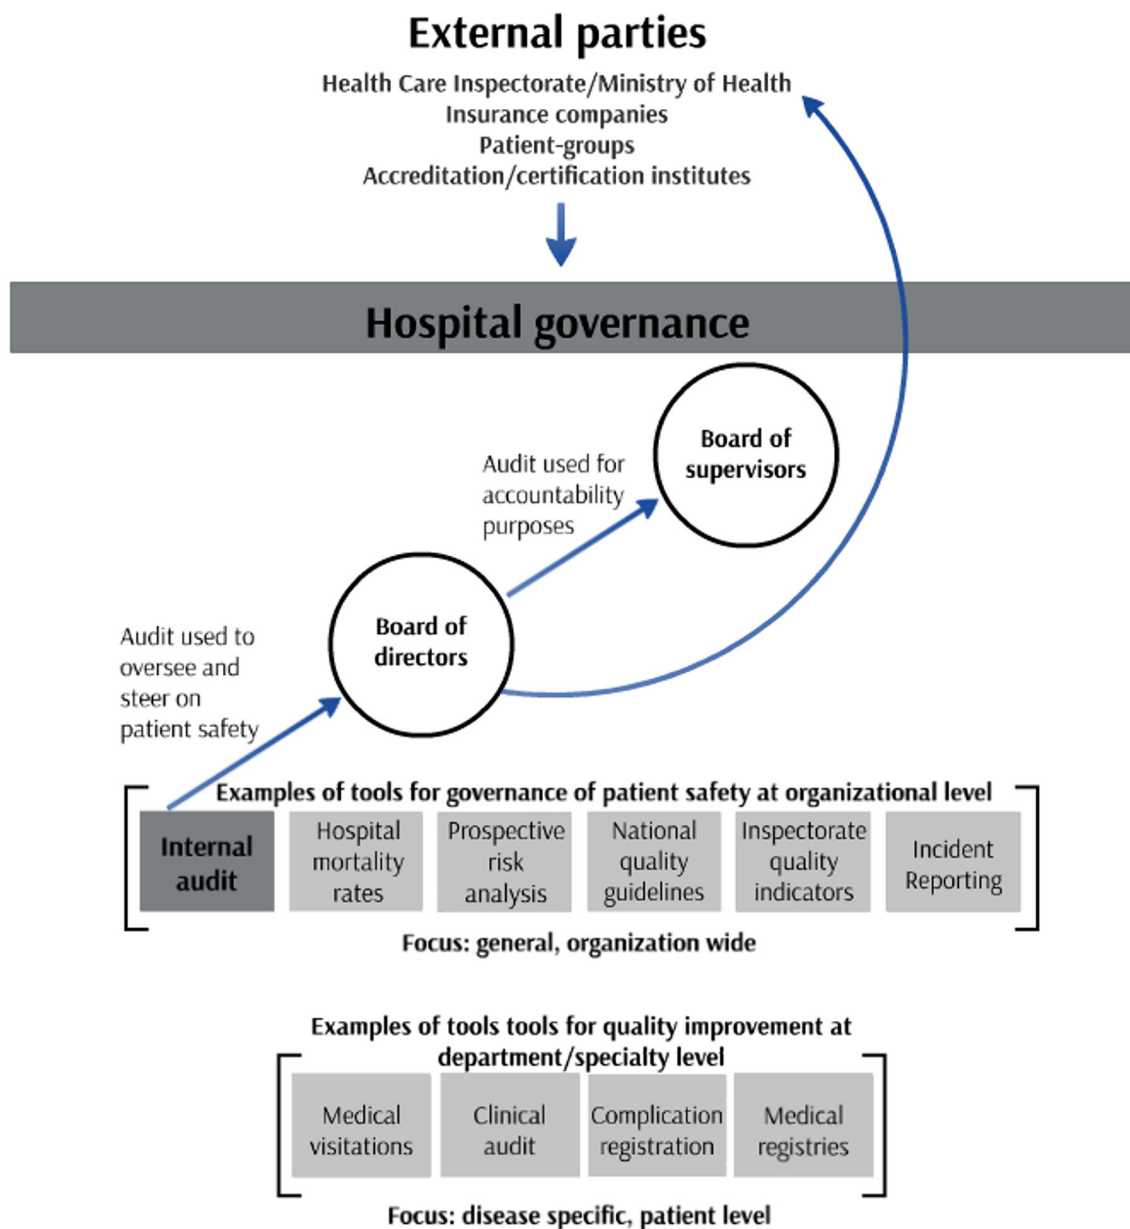 External parties
Health Care Inspectorate/Ministry of Health
Insurance companies
Patient-groups
Accreditation/certification institutes
Hospital governance
Board of
supervisors
Audit used for
accountability
purposes
Board of
directors
Audit used to
oversee and
steer on
patient safety
Examples of tools for governance of patient safety at organizational level
Internal
audit
Hospital
mortality
rates
Prospective
risk
analysis
National
quality
guidelines
Inspectorate
quality
indicators
Incident
Reporting
Focus: general, organization wide
Examples of tools tools for quality improvement at
department/specialty level
Medical
visitations
Clinical
audit
Complication
registration
Medical
registries
Focus: disease specific, patient level